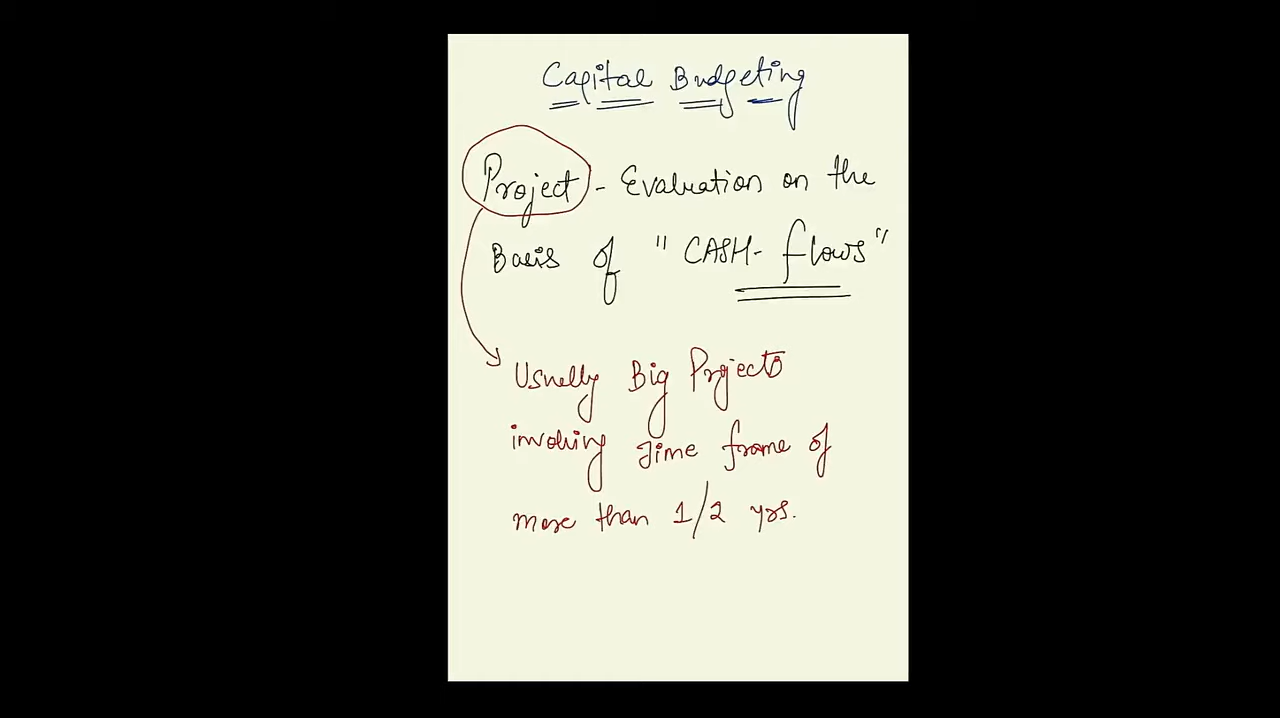 Capital Budgeting
Project - Evaluation on the
Basis of "CASH-flows"
Usually Big Projects
involving Time frame of
more than 1/2 yrs.